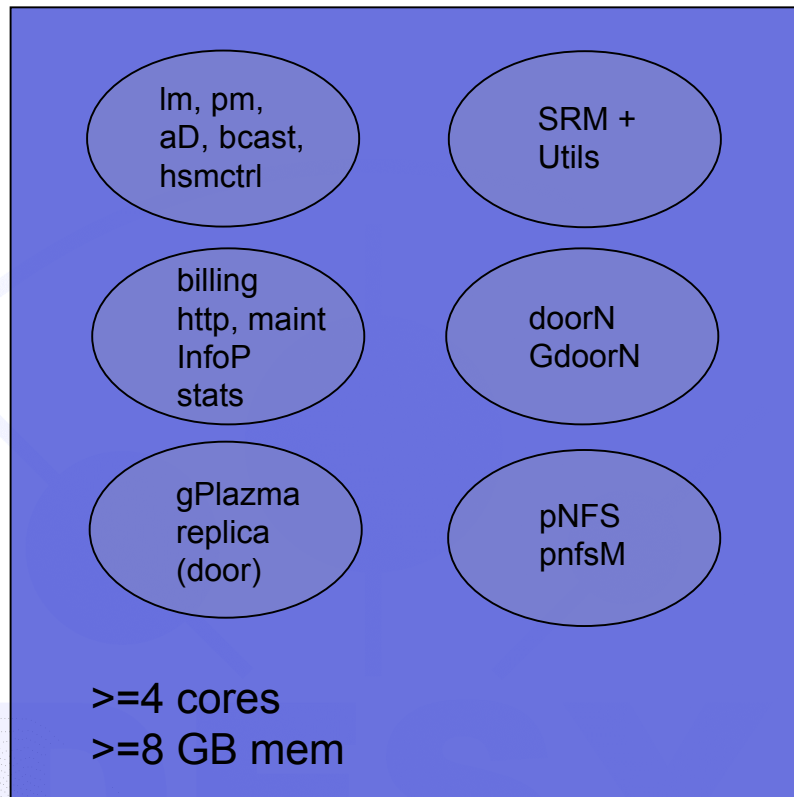 lm, pm,
aD, bcast,
hsmctrl
SRM +
Utils
billing
http, maint
InfoP
stats
doorN
GdoorN
gPlazma
replica
(door)
pNFS
pnfsM
>=4 cores
>=8 GB mem